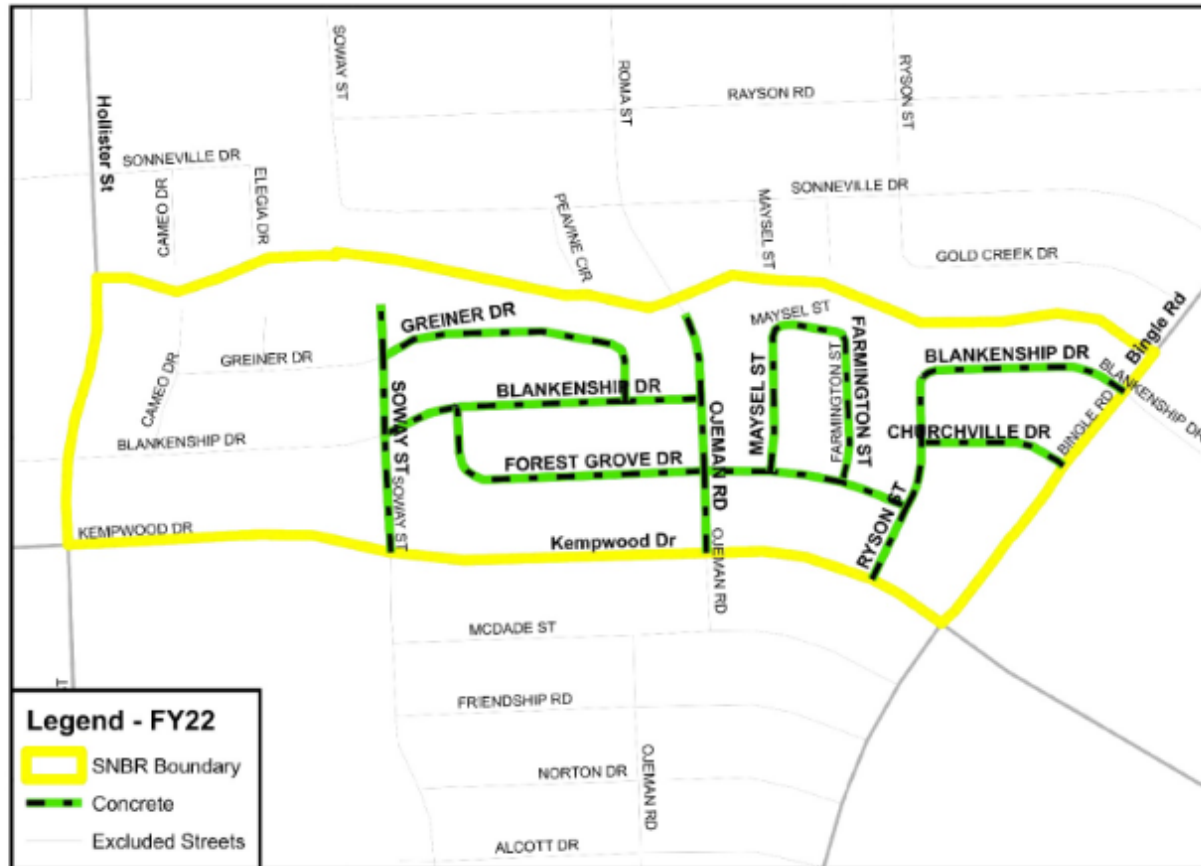 SOWAY ST
ROMA ST
RAYSON RD
RYSON ST
Hollister St
SONNEVILLE DR
CAMEO DR
ELEGIA DR
PEAVINE CIR
MAYSEL ST
SONNEVILLE DR
GOLD CREEK DR
Bingle Rd
GREINER DR
MAYSEL ST
FARMINGTON ST
FARMINGTON ST
BLANKENSHIP DR
BLANKENSHIP DR
GREINER DR
CAMEO DR
SOWAY ST
BLANKENSHIP DR
MAYSEL ST
OJEMAN RD
CHURCHVILLE DR
BINGLE RD
BLANKENSHIP DR
FOREST GROVE DR
SOWAY ST
RYSON ST
KEMPWOOD DR
Kempwood Dr
OJEMAN RD
MCDADE ST
FRIENDSHIP RD
NORTON DR
OJEMAN RD
ALCOTT DR
Legend - FY22
SNBR Boundary
Concrete
Excluded Streets